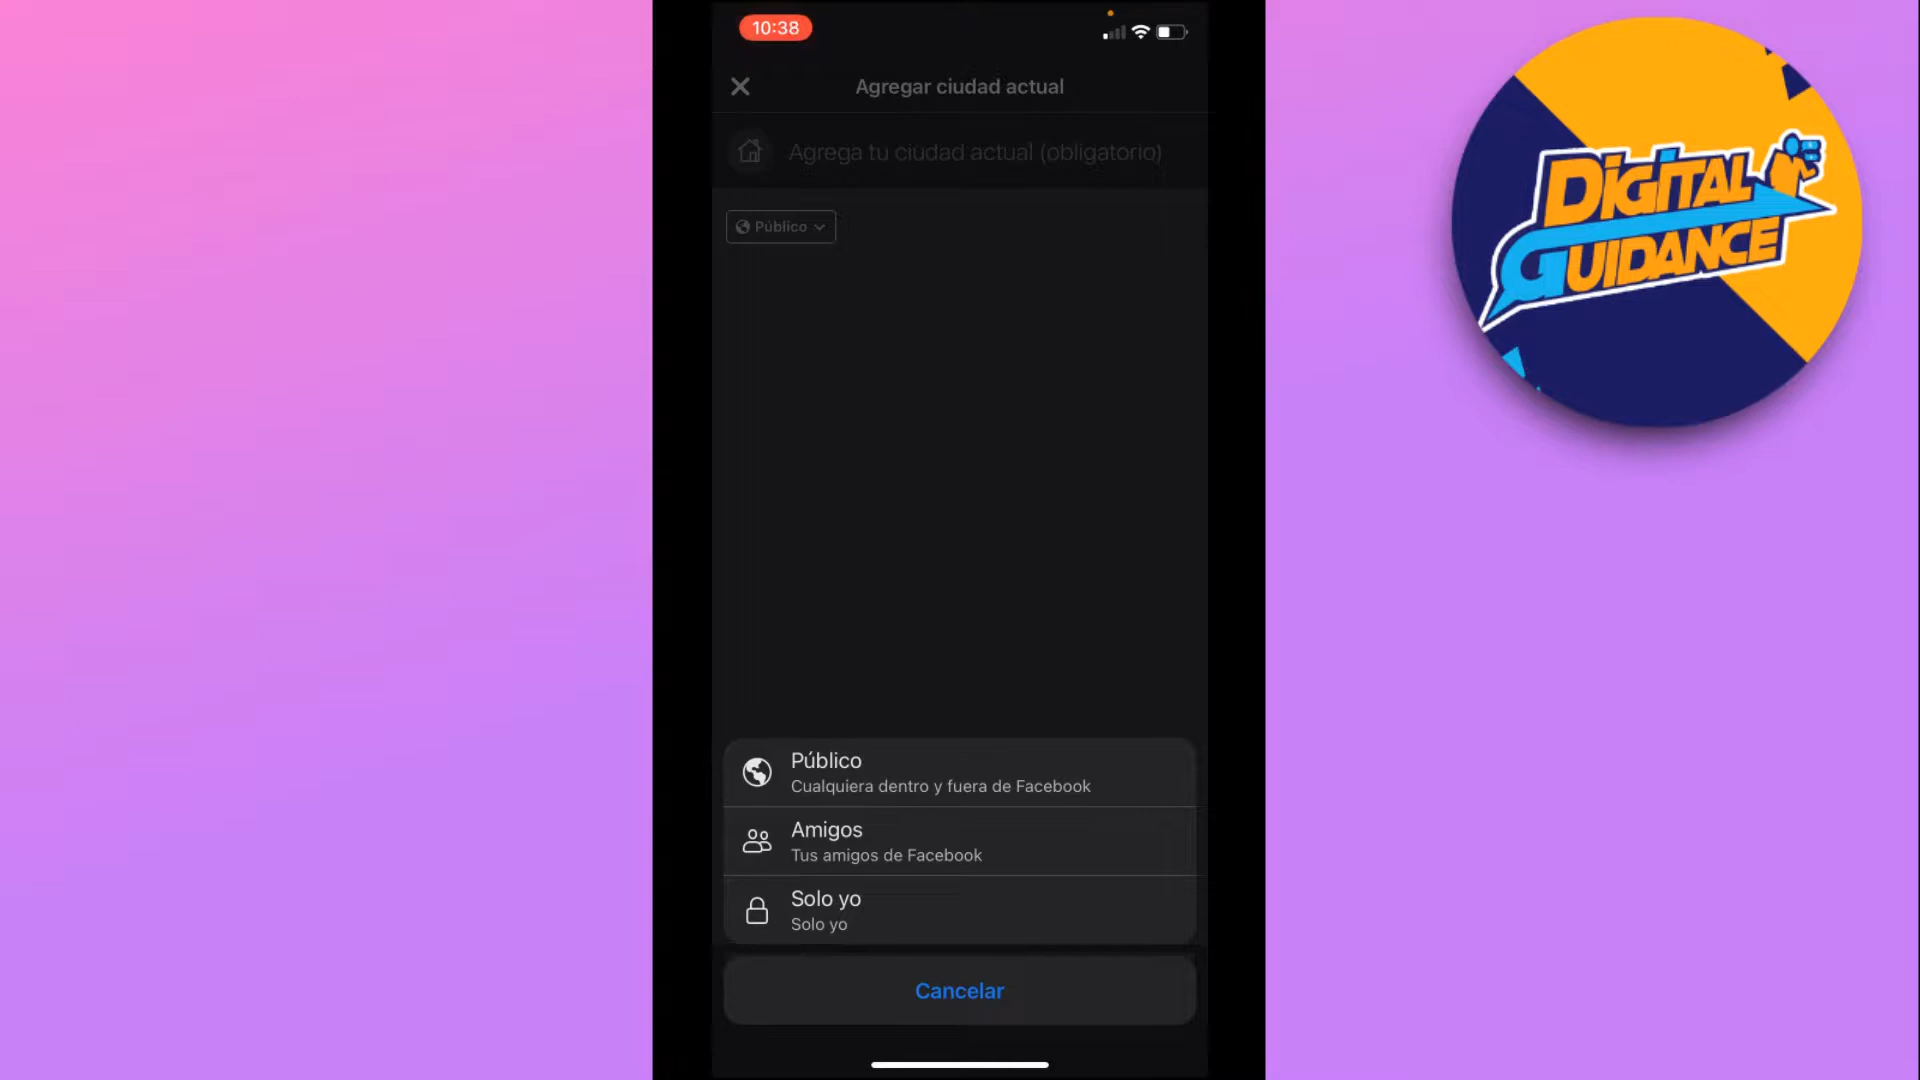 10:38
Agregar ciudad actual
Agrega tu ciudad actual (obligatorio)
Público
Público
Cualquiera dentro y fuera de Facebook
Amigos
Tus amigos de Facebook
Solo yo
Solo yo
Cancelar
DIGITAL
GUIDANCE